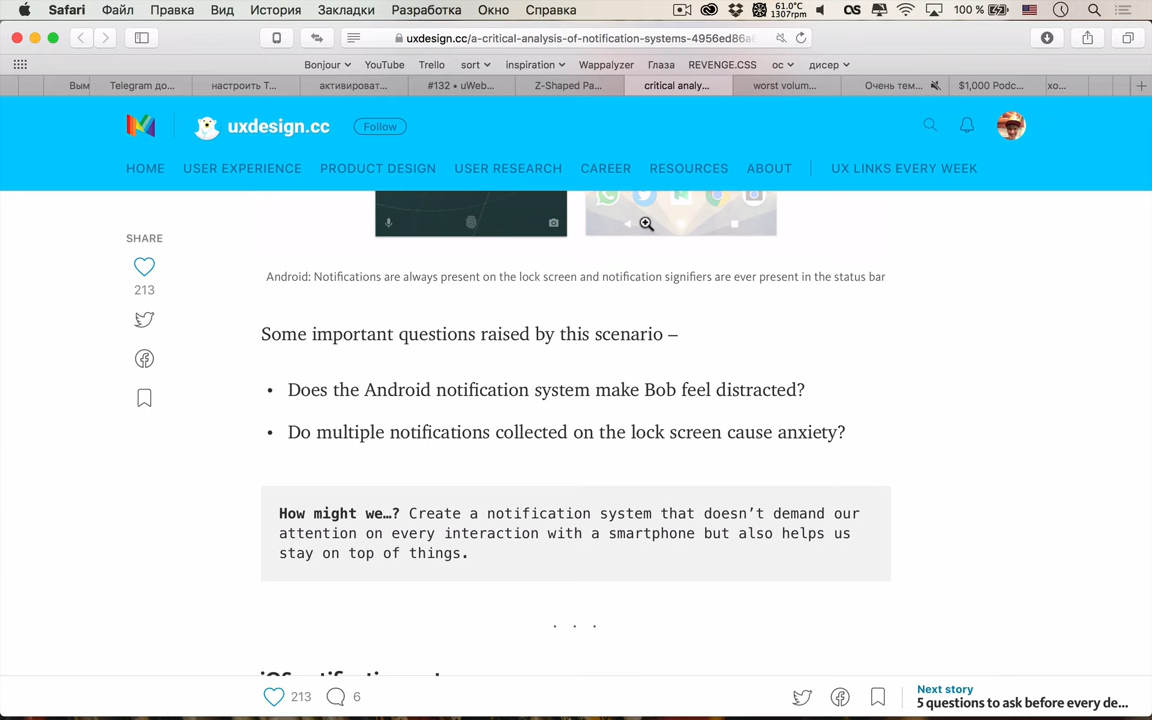 Safari Файл Правка Вид История Закладки Разработка Окно Справка 61.0°C 1307rpm 100 %
uxdesign.cc/a-critical-analysis-of-notification-systems-4956ed86a
Bonjour YouTube Trello sort inspiration Wappalyzer Глаза REVENGE.CSS ос дисер
Вым Telegram до... настроить Т... активироват... #132 • uWeb... Z-Shaped Pa... critical analy... worst volum... Очень тем... $1,000 Podc... хо...
uxdesign.cc Follow
HOME USER EXPERIENCE PRODUCT DESIGN USER RESEARCH CAREER RESOURCES ABOUT UX LINKS EVERY WEEK
SHARE
213
Android: Notifications are always present on the lock screen and notification signifiers are ever present in the status bar
Some important questions raised by this scenario –
• Does the Android notification system make Bob feel distracted?
• Do multiple notifications collected on the lock screen cause anxiety?
How might we…? Create a notification system that doesn’t demand our
attention on every interaction with a smartphone but also helps us
stay on top of things.
. . .
213 6
Next story
5 questions to ask before every de...